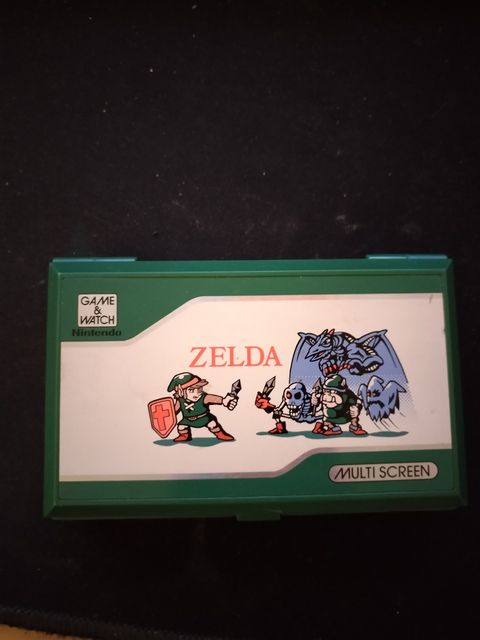 GAME
&
WATCH
Nintendo
ZELDA
MULTI SCREEN